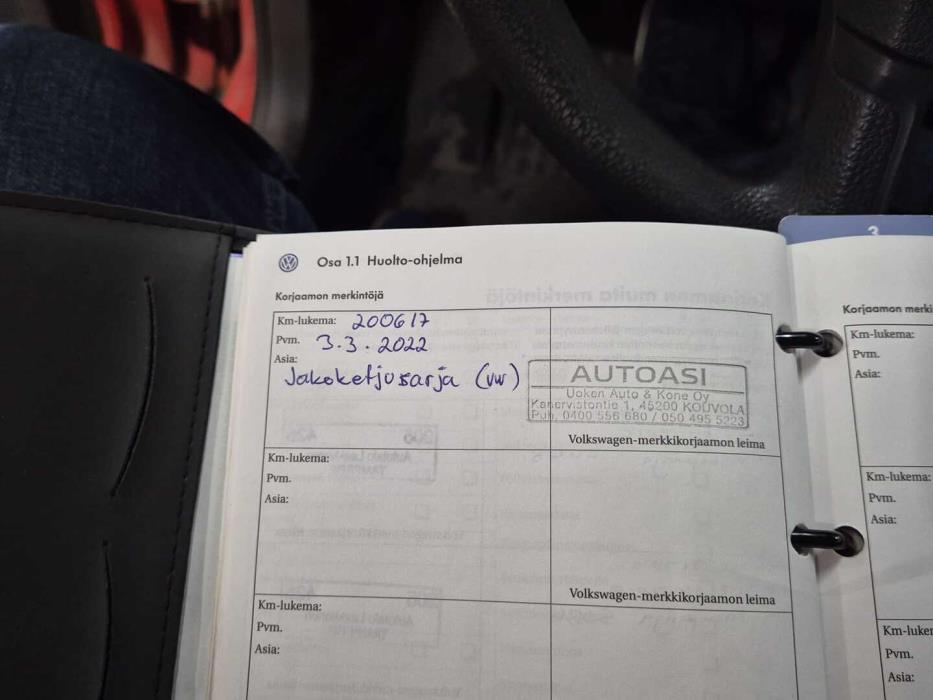 Osa 1.1 Huolto-ohjelma
Korjaamon merkintöjä
Km-lukema: 200617
Pvm. 3.3.2022
Asia:
Jakoketjusarja (vw)
AUTOASI
Uoken Auto & Kone Oy
Kanervistontie 1, 45200 KOUVOLA
Puh. 0400 556 680 / 050 495 5223
Volkswagen-merkkikorjaamon leima
Km-lukema:
Pvm.
Asia:
Volkswagen-merkkikorjaamon leima
Km-lukema:
Pvm.
Asia:
3
Korjaamon merki
Km-lukema:
Pvm.
Asia:
Km-lukema:
Pvm.
Asia:
Km-luker
Pvm.
Asia: